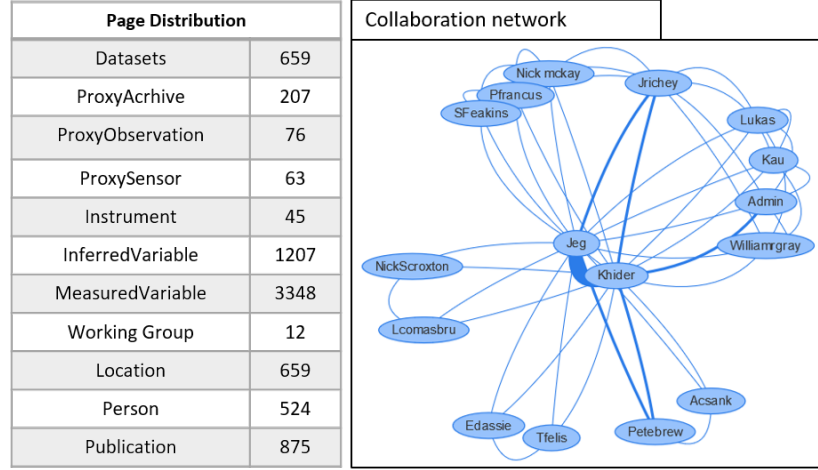 Page Distribution
Datasets 659
ProxyAcrhive 207
ProxyObservation 76
ProxySensor 63
Instrument 45
InferredVariable 1207
MeasuredVariable 3348
Working Group 12
Location 659
Person 524
Publication 875
Collaboration network
Nick mckay
Jrichey
Pfrancus
SFeakins
Lukas
Kau
Admin
Williamrgray
Jeg
NickScroxton
Khider
Lcomasbru
Acsank
Edassie
Petebrew
Tfelis